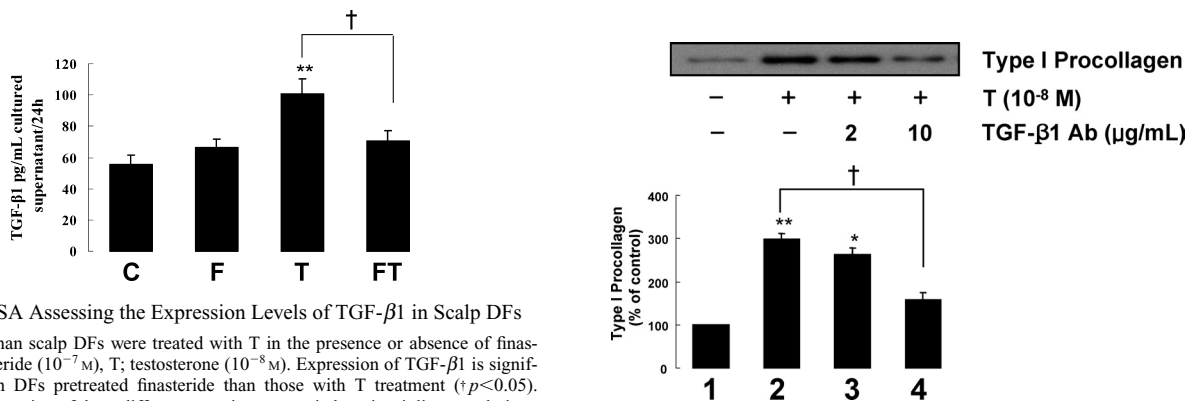 †
**
120
100
80
60
40
20
0
TGF-β1 pg/mL cultured
supernatant/24h
C F T FT
SA Assessing the Expression Levels of TGF-β1 in Scalp DFs
nan scalp DFs were treated with T in the presence or absence of finas-
eride (10⁻⁷ M), T; testosterone (10⁻⁸ M). Expression of TGF-β1 is signif-
n DFs pretreated finasteride than those with T treatment (†p<0.05).
Type I Procollagen
− + + + T (10⁻⁸ M)
− − 2 10 TGF-β1 Ab (μg/mL)
†
**
*
400
300
200
100
0
Type I Procollagen
(% of control)
1 2 3 4